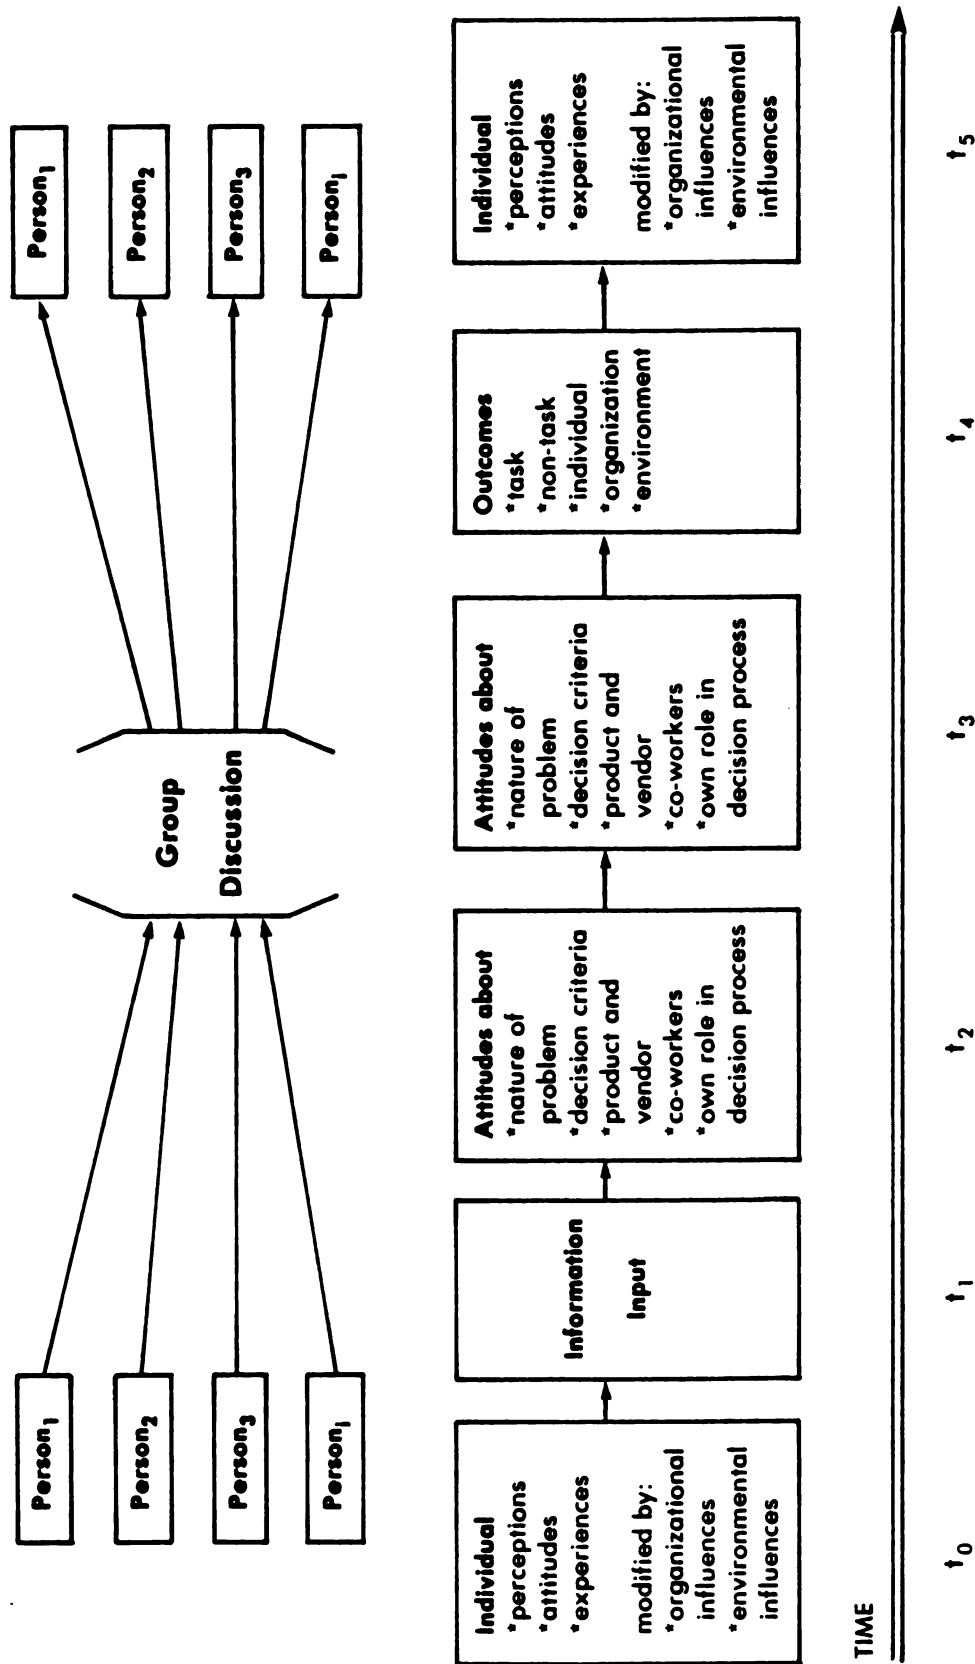 Person1
Person2
Person3
Personi
Group
Discussion
Person1
Person2
Person3
Personi
Individual
*perceptions
*attitudes
*experiences
modified by:
*organizational
influences
*environmental
influences
Information
Input
Attitudes about
*nature of
problem
*decision criteria
*product and
vendor
*co-workers
*own role in
decision process
Attitudes about
*nature of
problem
*decision criteria
*product and
vendor
*co-workers
*own role in
decision process
Outcomes
*task
*non-task
*individual
*organization
*environment
Individual
*perceptions
*attitudes
*experiences
modified by:
*organizational
influences
*environmental
influences
TIME
t0
t1
t2
t3
t4
t5